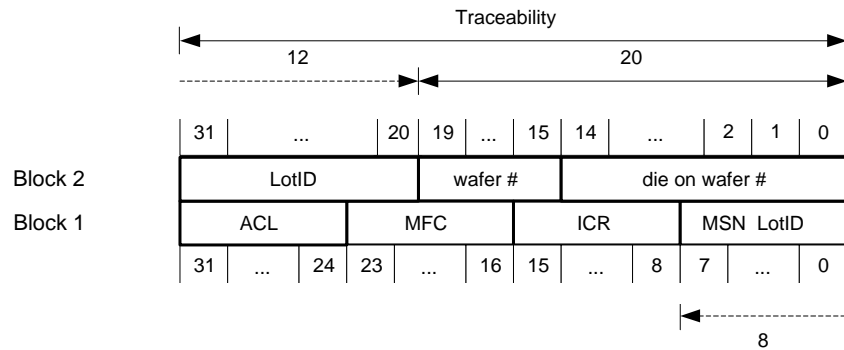 Traceability
12 20
31 ... 20 19 ... 15 14 ... 2 1 0
Block 2 LotID wafer # die on wafer #
Block 1 ACL MFC ICR MSN LotID
31 ... 24 23 ... 16 15 ... 8 7 ... 0
8